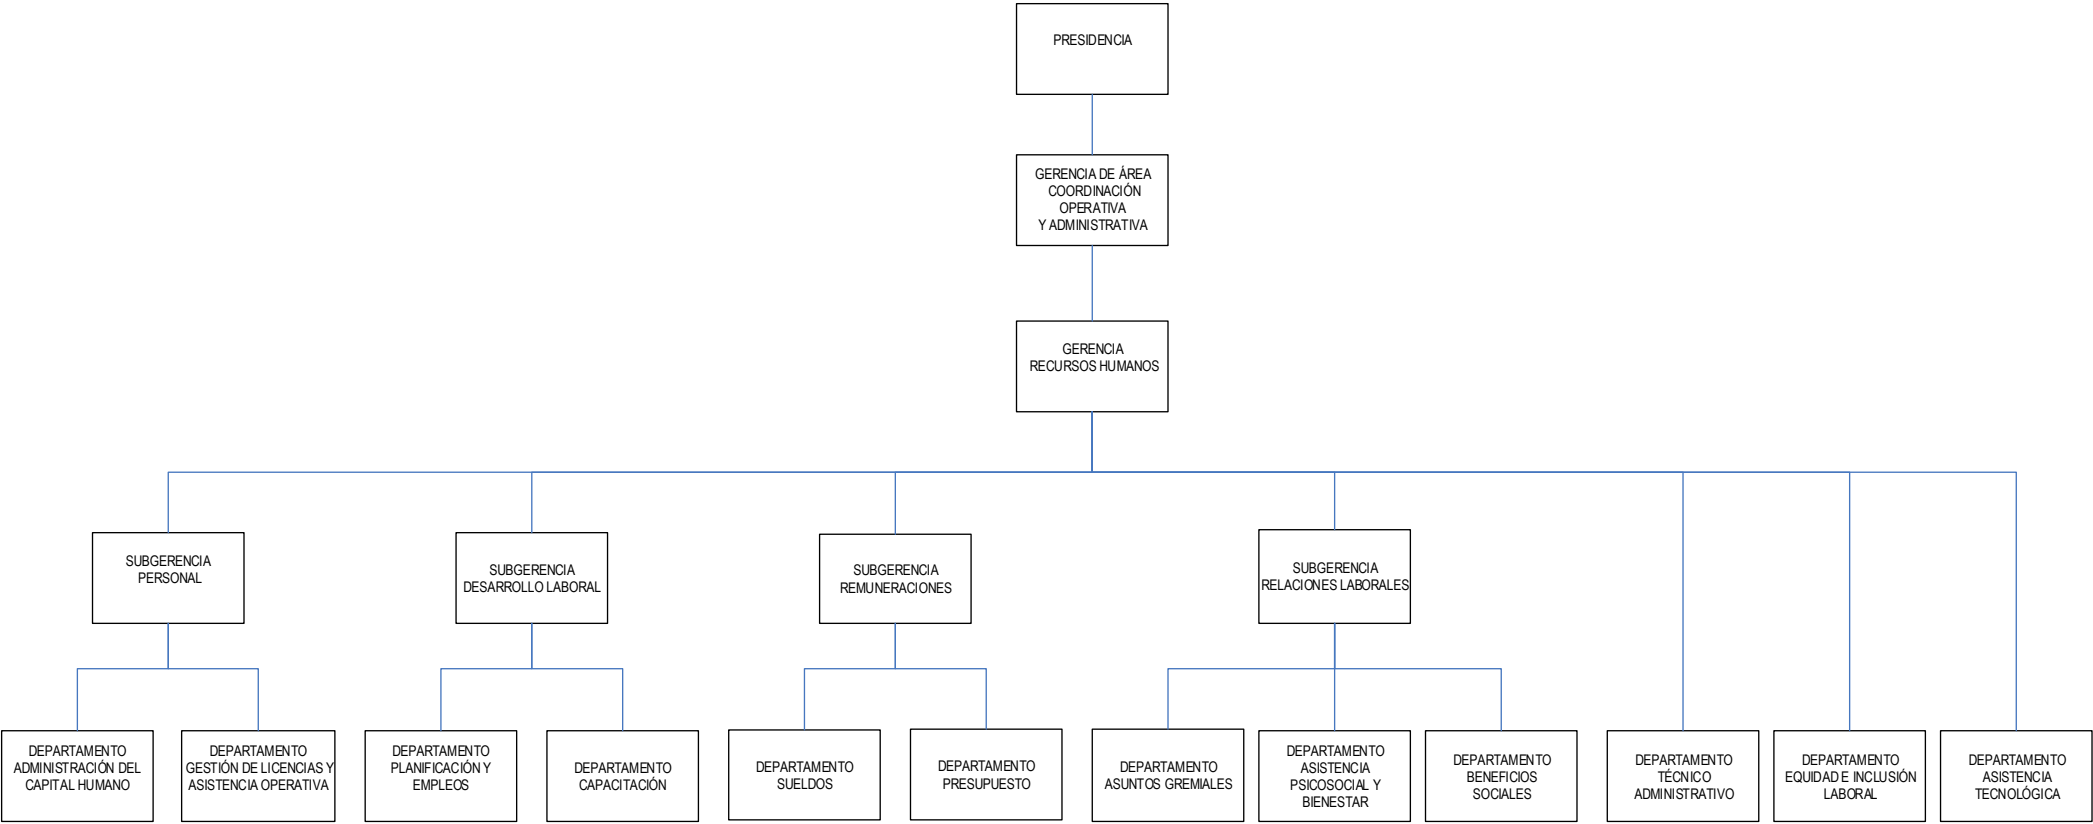 PRESIDENCIA
GERENCIA DE ÁREA
COORDINACIÓN
OPERATIVA
Y ADMINISTRATIVA
GERENCIA
RECURSOS HUMANOS
SUBGERENCIA
PERSONAL
SUBGERENCIA
DESARROLLO LABORAL
SUBGERENCIA
REMUNERACIONES
SUBGERENCIA
RELACIONES LABORALES
DEPARTAMENTO
ADMINISTRACIÓN DEL
CAPITAL HUMANO
DEPARTAMENTO
GESTIÓN DE LICENCIAS Y
ASISTENCIA OPERATIVA
DEPARTAMENTO
PLANIFICACIÓN Y
EMPLEOS
DEPARTAMENTO
CAPACITACIÓN
DEPARTAMENTO
SUELDOS
DEPARTAMENTO
PRESUPUESTO
DEPARTAMENTO
ASUNTOS GREMIALES
DEPARTAMENTO
ASISTENCIA
PSICOSOCIAL Y
BIENESTAR
DEPARTAMENTO
BENEFICIOS
SOCIALES
DEPARTAMENTO
TÉCNICO
ADMINISTRATIVO
DEPARTAMENTO
EQUIDAD E INCLUSIÓN
LABORAL
DEPARTAMENTO
ASISTENCIA
TECNOLÓGICA